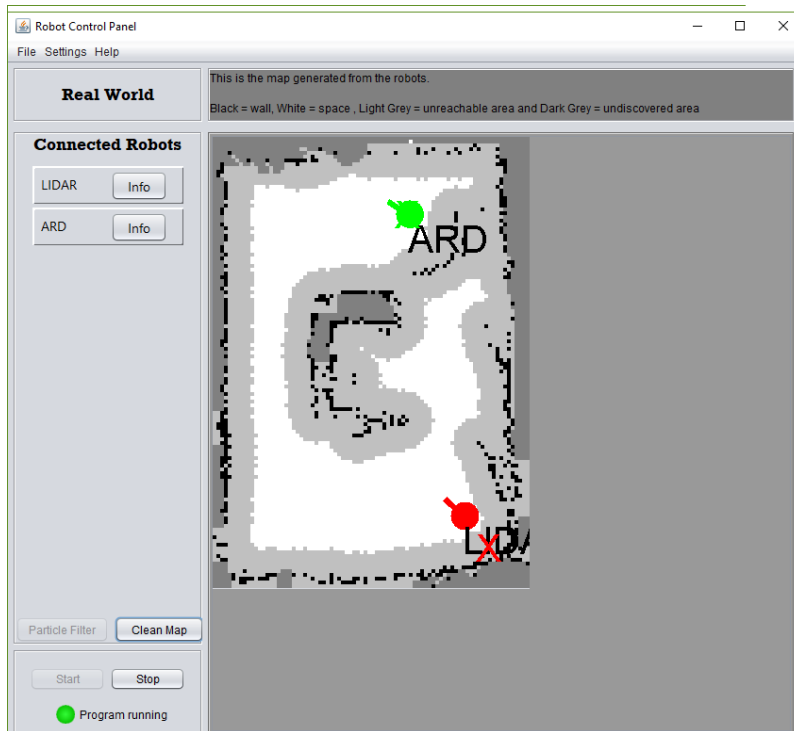 Robot Control Panel
File Settings Help
Real World
This is the map generated from the robots.
Black = wall, White = space , Light Grey = unreachable area and Dark Grey = undiscovered area
Connected Robots
LIDAR Info
ARD Info
ARD
X
Particle Filter Clean Map
Start Stop
Program running